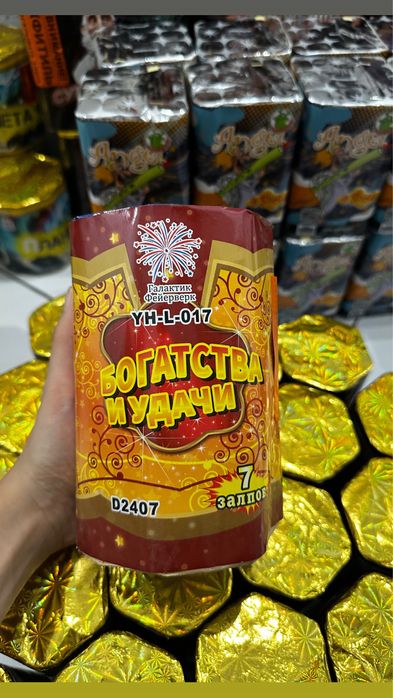 Галактик
Фейерверк
YH-L-017
БОГАТСТВА
И УДАЧИ
7
залпов
D2407